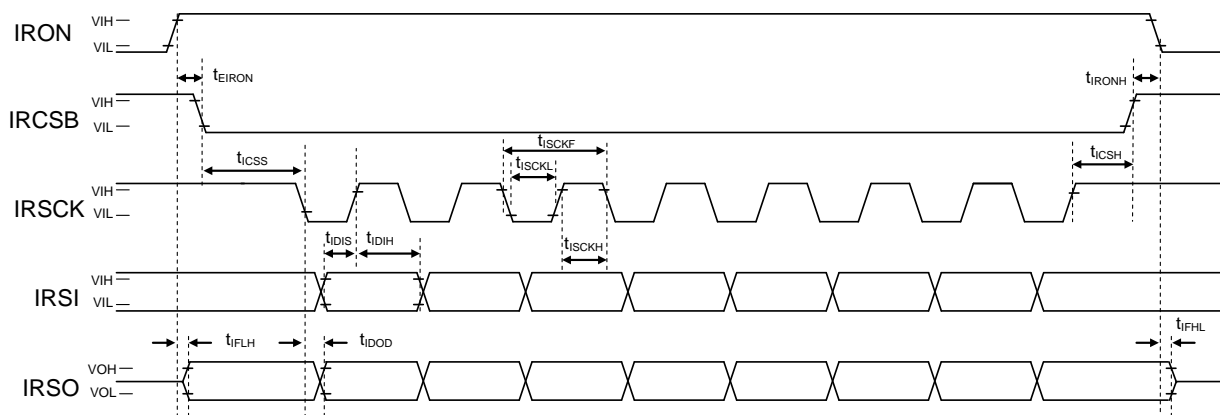 IRON
VIH
VIL
tEIRON
tIRONH
IRCSB
VIH
VIL
tICSS
tISCKF
tISCKL
tICSH
IRSCK
VIH
VIL
tIDIS
tIDIH
tISCKH
IRSI
VIH
VIL
tIFLH
tIDOD
tIFHL
IRSO
VOH
VOL